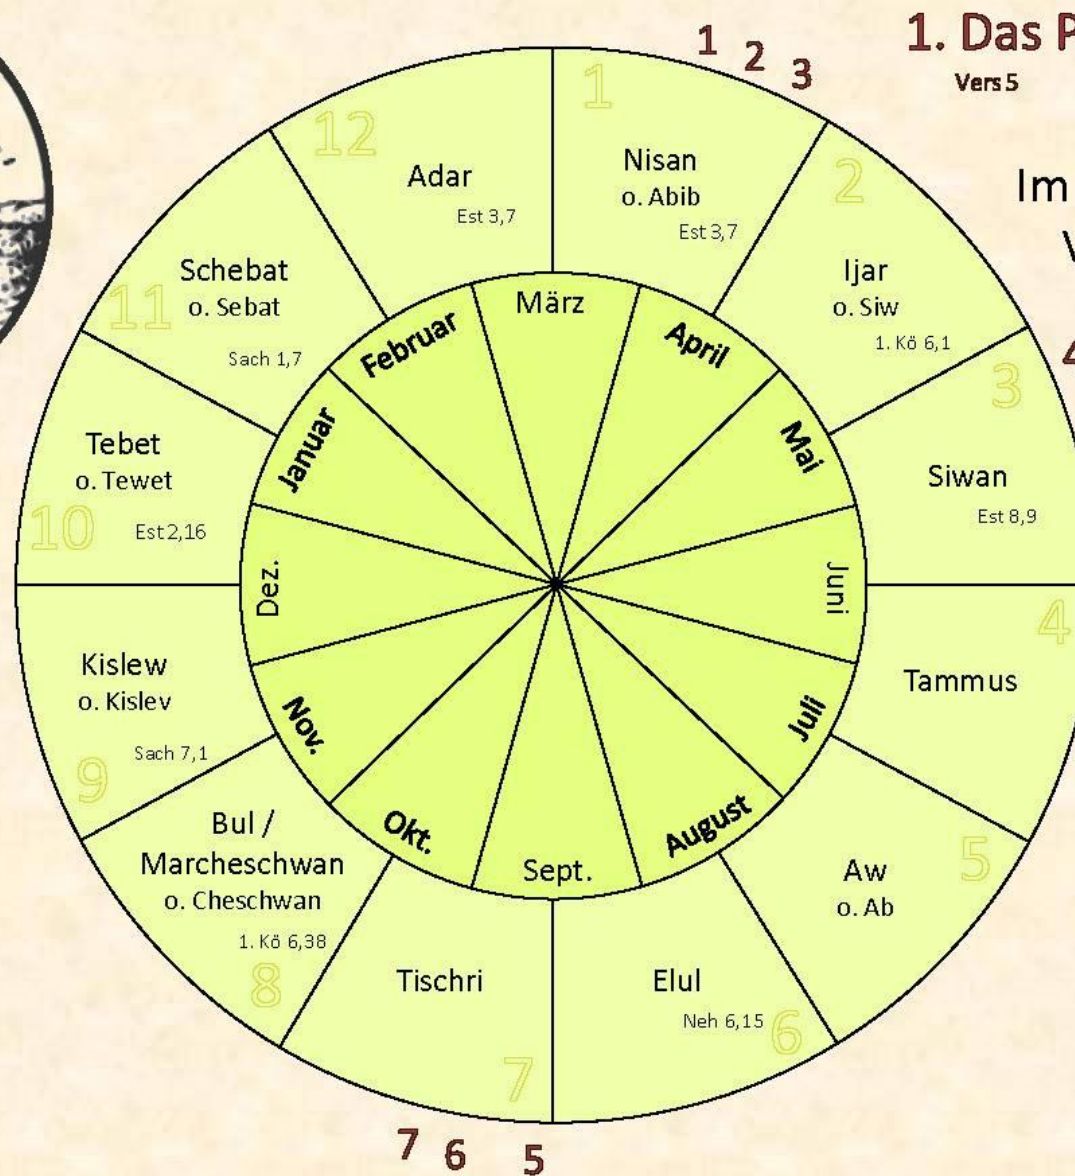 1 2 3
1. Das P
Vers 5
Im
V
4
1
Nisan
o. Abib
Est 3,7
2
Ijar
o. Siw
1. Kö 6,1
3
Siwan
Est 8,9
4
Tammus
5
Aw
o. Ab
6
Elul
Neh 6,15
7
Tischri
8
Bul /
Marcheschwan
o. Cheschwan
1. Kö 6,38
9
Kislew
o. Kislev
Sach 7,1
10
Tebet
o. Tewet
Est 2,16
11
Schebat
o. Sebat
Sach 1,7
12
Adar
Est 3,7
März
April
Mai
Juni
Juli
August
Sept.
Okt.
Nov.
Dez.
Januar
Februar
7 6 5